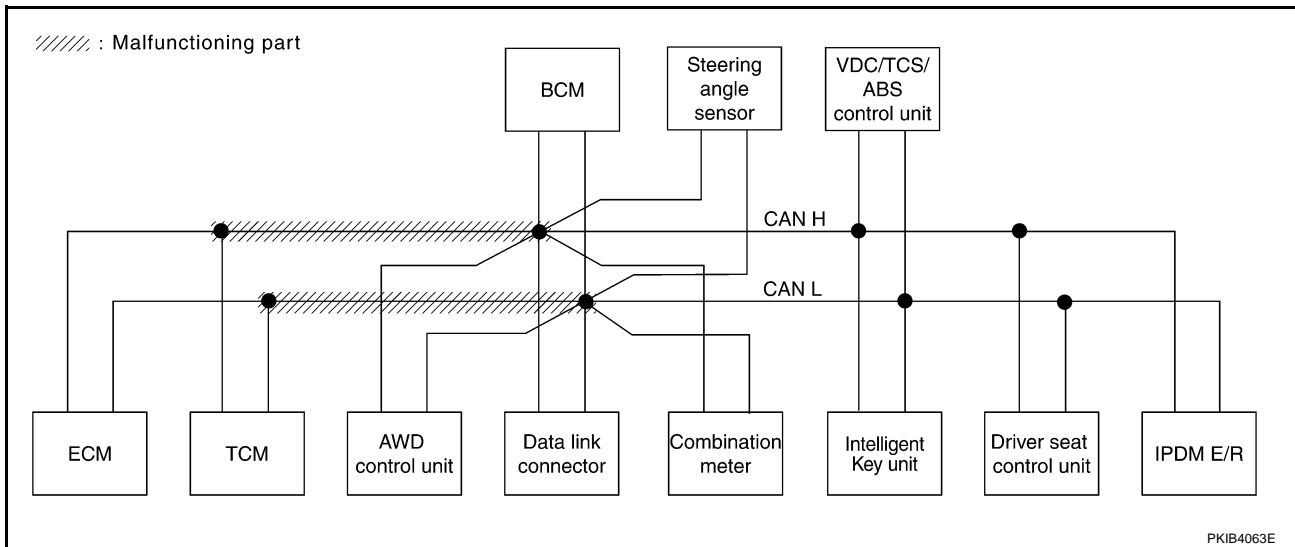 : Malfunctioning part
BCM
Steering
angle
sensor
VDC/TCS/
ABS
control unit
CAN H
CAN L
ECM
TCM
AWD
control unit
Data link
connector
Combination
meter
Intelligent
Key unit
Driver seat
control unit
IPDM E/R
PKIB4063E